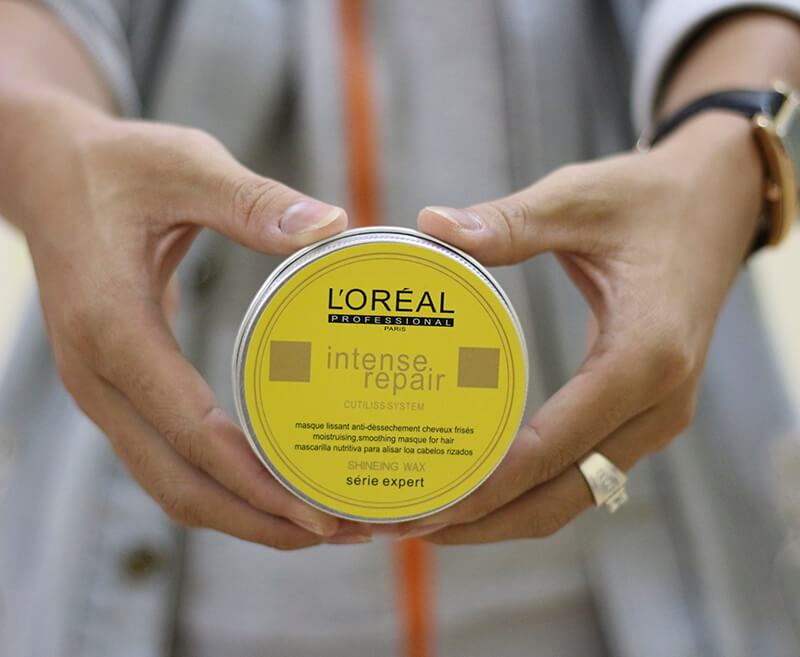 L'ORÉAL
PROFESSIONAL
PARIS
intense
repair
CUTILISS·SYSTEM
masque lissant anti-dèssechement cheveux frisés
moistruising,smoothing masque for hair
mascarilla nutritiva para alisar loa cabelos rizados
SHINEING WAX
série expert